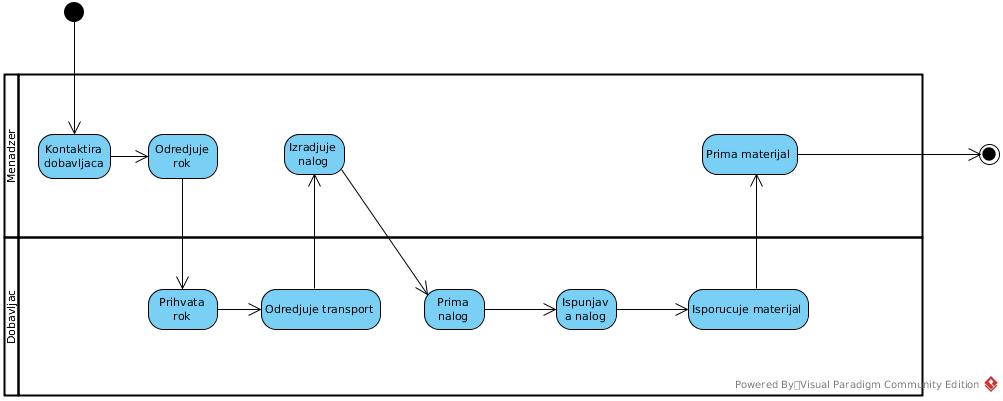 Menadzer
Kontaktira
dobavljaca
Odredjuje
rok
Izradjuje
nalog
Prima materijal
Dobavljac
Prihvata
rok
Odredjuje transport
Prima
nalog
Ispunjav
a nalog
Isporucuje materijal
Powered By Visual Paradigm Community Edition